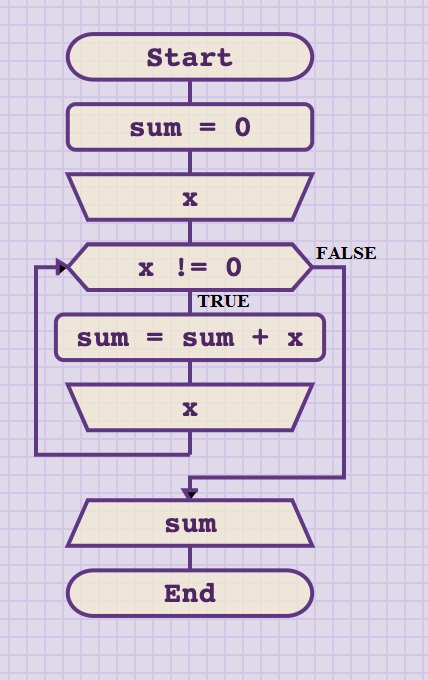 Start
sum = 0
x
x != 0
FALSE
TRUE
sum = sum + x
x
sum
End